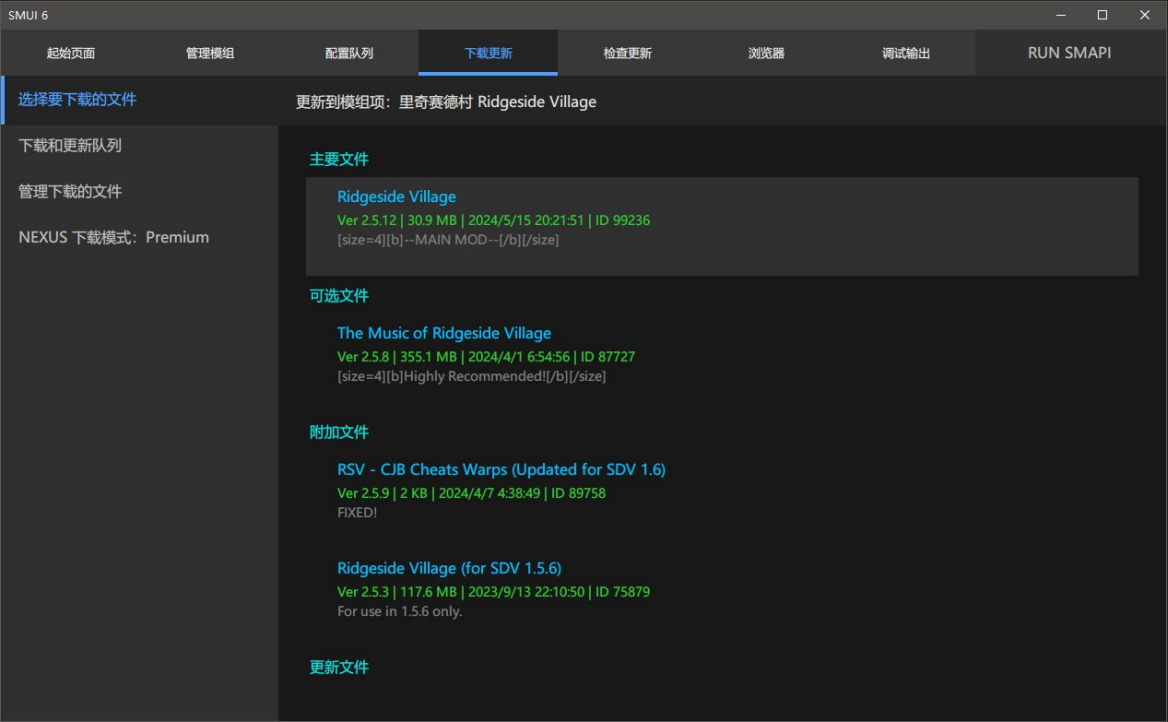 SMUI 6
起始页面 管理模组 配置队列 下载更新 检查更新 浏览器 调试输出 RUN SMAPI
选择要下载的文件
下载和更新队列
管理下载的文件
NEXUS 下载模式：Premium
更新到模组项：里奇赛德村 Ridgeside Village
主要文件
Ridgeside Village
Ver 2.5.12 | 30.9 MB | 2024/5/15 20:21:51 | ID 99236
[size=4][b]--MAIN MOD--[/b][/size]
可选文件
The Music of Ridgeside Village
Ver 2.5.8 | 355.1 MB | 2024/4/1 6:54:56 | ID 87727
[size=4][b]Highly Recommended![/b][/size]
附加文件
RSV - CJB Cheats Warps (Updated for SDV 1.6)
Ver 2.5.9 | 2 KB | 2024/4/7 4:38:49 | ID 89758
FIXED!
Ridgeside Village (for SDV 1.5.6)
Ver 2.5.3 | 117.6 MB | 2023/9/13 22:10:50 | ID 75879
For use in 1.5.6 only.
更新文件